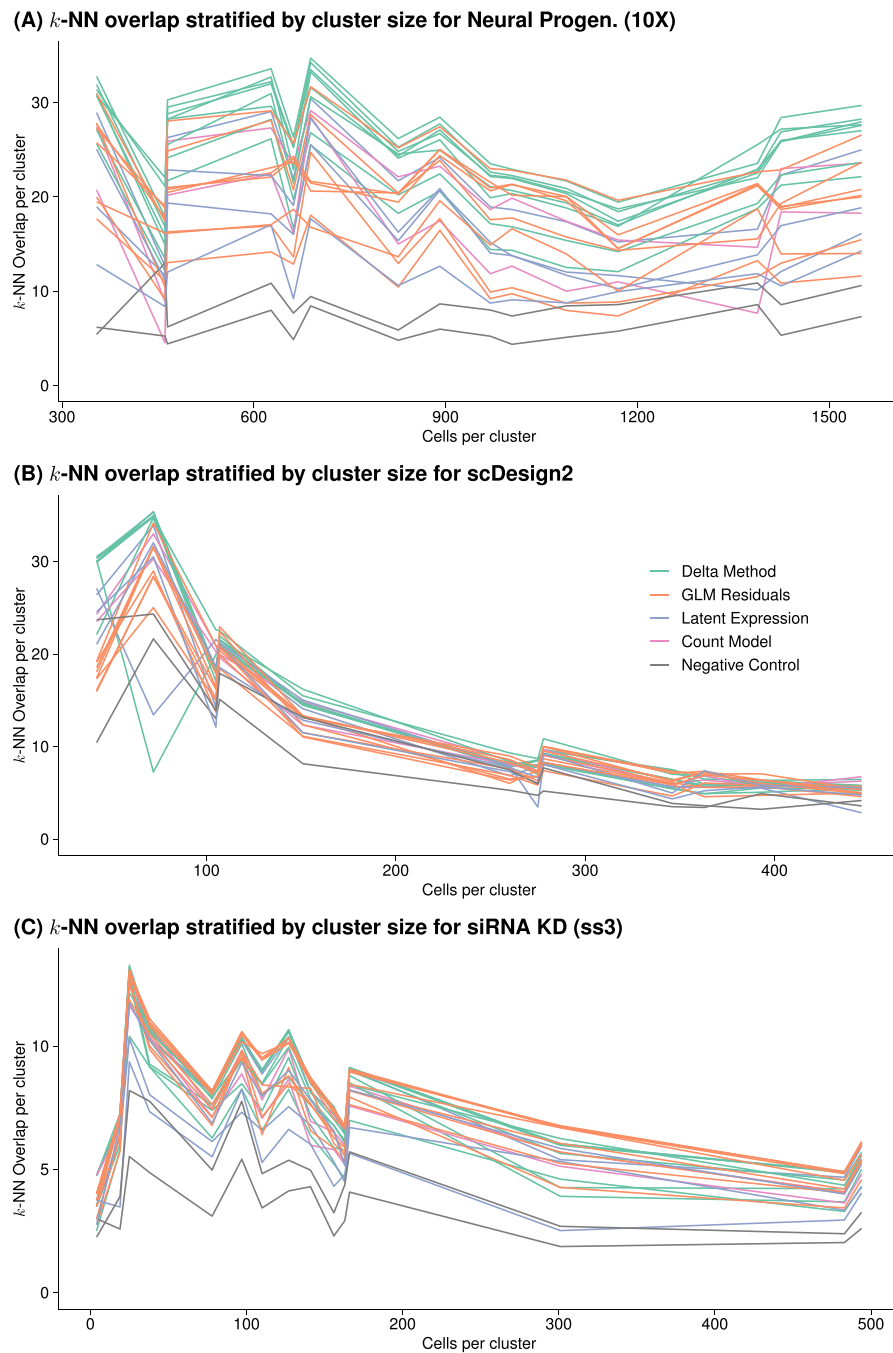 (A) k-NN overlap stratified by cluster size for Neural Progen. (10X)
k-NN Overlap per cluster
30
20
10
0
300
600
900
1200
1500
Cells per cluster
(B) k-NN overlap stratified by cluster size for scDesign2
k-NN Overlap per cluster
30
20
10
0
Delta Method
GLM Residuals
Latent Expression
Count Model
Negative Control
100
200
300
400
Cells per cluster
(C) k-NN overlap stratified by cluster size for siRNA KD (ss3)
k-NN Overlap per cluster
10
5
0
0
100
200
300
400
500
Cells per cluster